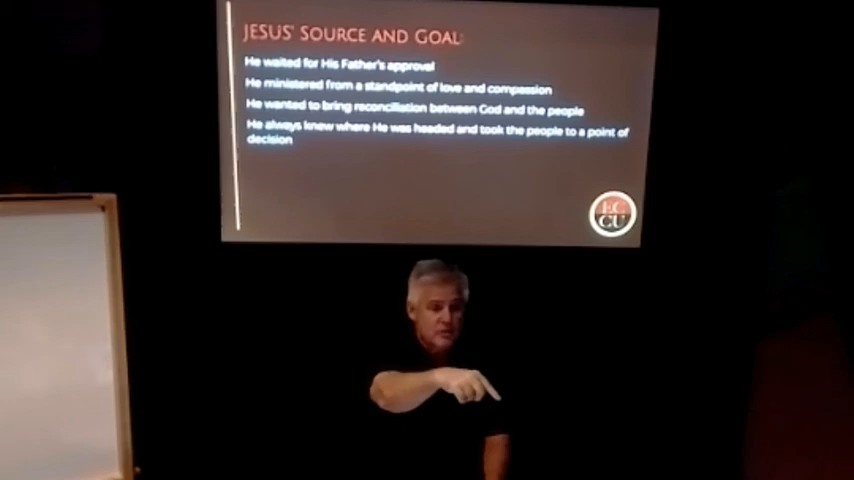 JESUS' SOURCE AND GOAL:
He waited for His Father's approval
He ministered from a standpoint of love and compassion
He wanted to bring reconciliation between God and the people
He always knew where He was headed and took the people to a point of
decision
EC
CU